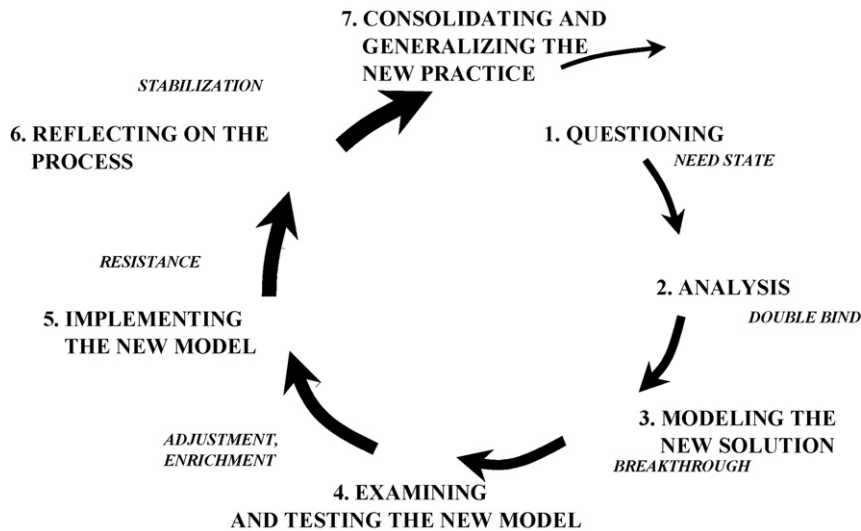 7. CONSOLIDATING AND
GENERALIZING THE
NEW PRACTICE
STABILIZATION
6. REFLECTING ON THE
PROCESS
1. QUESTIONING
NEED STATE
RESISTANCE
2. ANALYSIS
DOUBLE BIND
5. IMPLEMENTING
THE NEW MODEL
3. MODELING THE
NEW SOLUTION
BREAKTHROUGH
ADJUSTMENT,
ENRICHMENT
4. EXAMINING
AND TESTING THE NEW MODEL